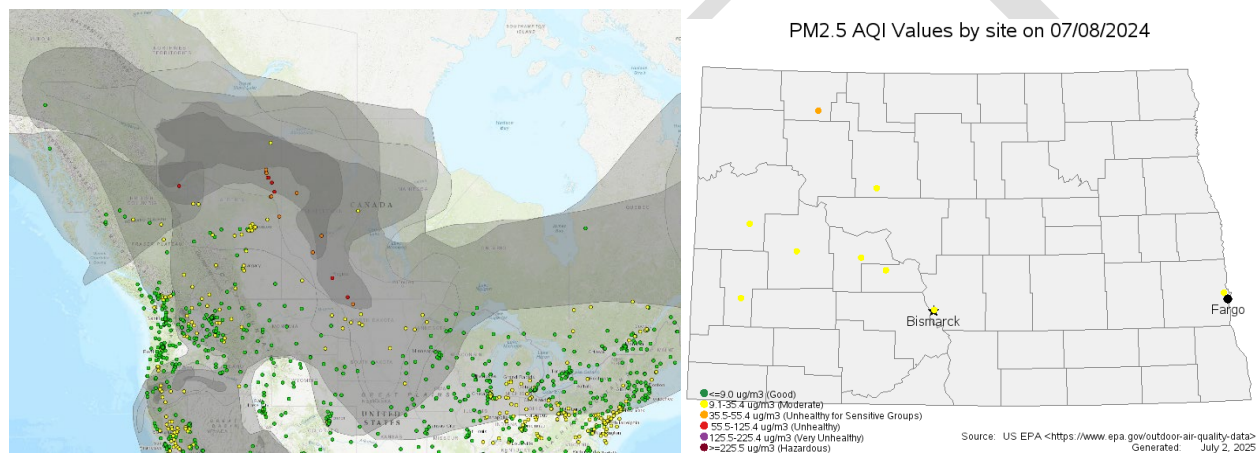 CANADA
UNITED
STATES
PM2.5 AQI Values by site on 07/08/2024
Bismarck
Fargo
<=9.0 ug/m3 (Good)
9.1-35.4 ug/m3 (Moderate)
35.5-55.4 ug/m3 (Unhealthy for Sensitive Groups)
55.5-125.4 ug/m3 (Unhealthy)
125.5-225.4 ug/m3 (Very Unhealthy)
>=225.5 ug/m3 (Hazardous)
Source: US EPA <https://www.epa.gov/outdoor-air-quality-data>
Generated: July 2, 2025